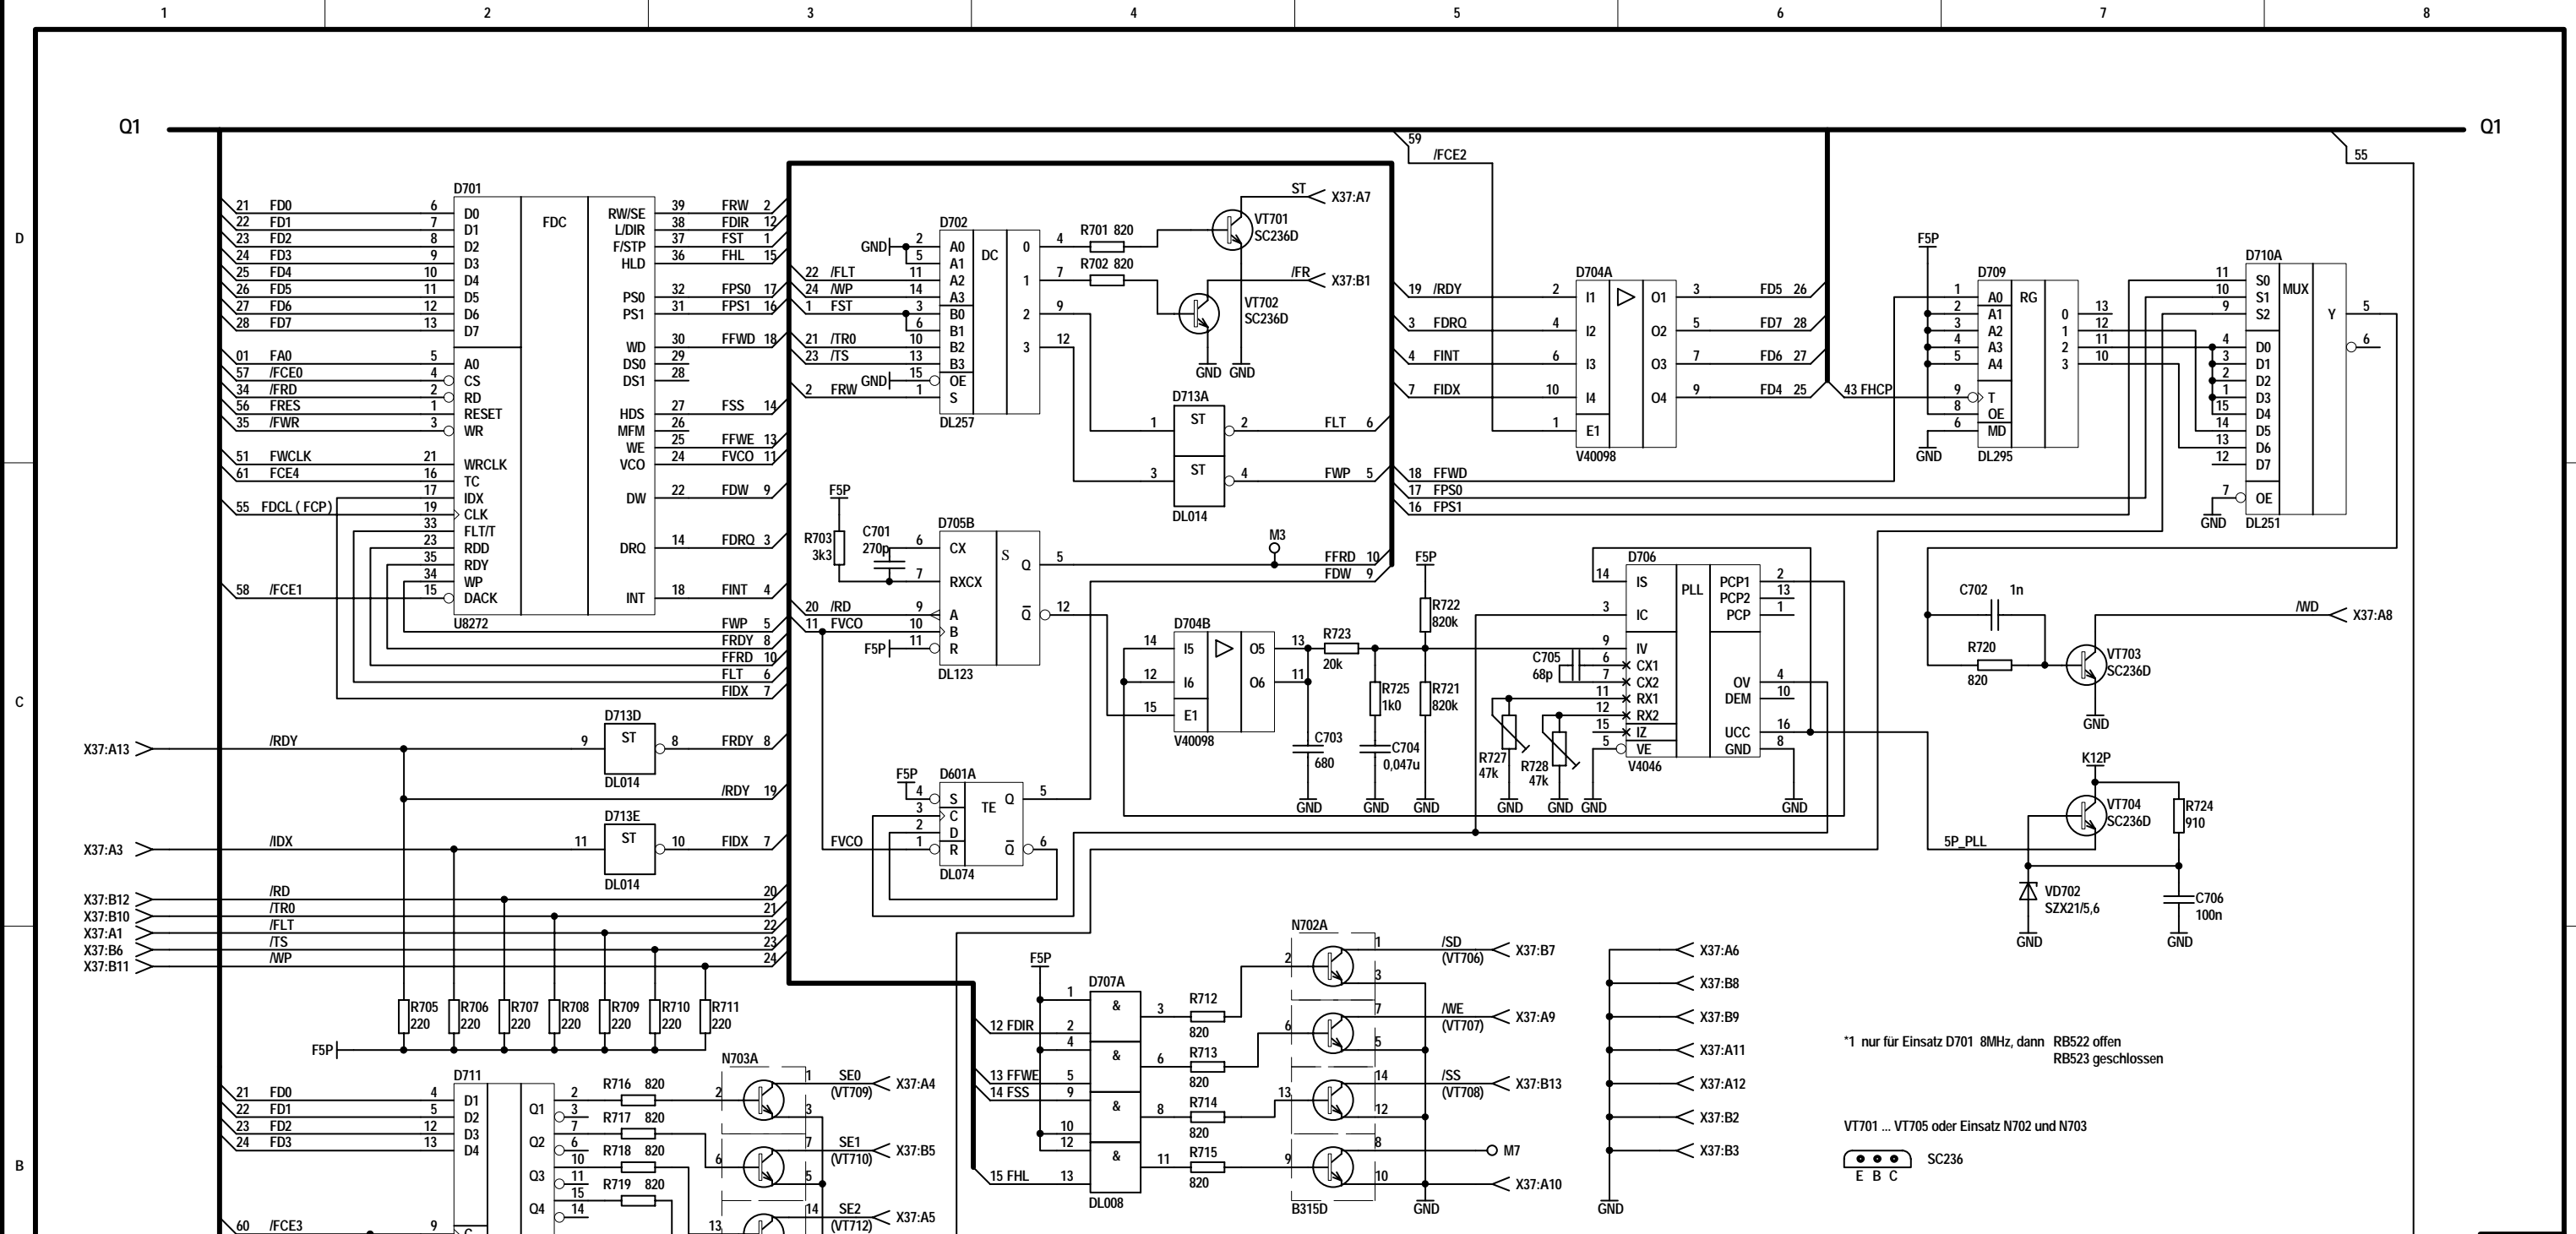 1 2 3 4 5 6 7 8
Q1 Q1
D
C
B
59
/FCE2
55
D701
FDC
21 FD0 6 D0
22 FD1 7 D1
23 FD2 8 D2
24 FD3 9 D3
25 FD4 10 D4
26 FD5 11 D5
27 FD6 12 D6
28 FD7 13 D7
01 FA0 5 A0
57 /FCE0 4 CS
34 /FRD 2 RD
56 FRES 1 RESET
35 /FWR 3 WR
51 FWCLK 21 WRCLK
61 FCE4 16 TC
17 IDX
55 FDCL ( FCP) 19 CLK
33 FLT/T
23 RDD
35 RDY
34 WP
58 /FCE1 15 DACK
U8272
RW/SE 39 FRW 2
L/DIR 38 FDIR 12
F/STP 37 FST 1
HLD 36 FHL 15
PS0 32 FPS0 17
PS1 31 FPS1 16
WD 30 FFWD 18
DS0 29
DS1 28
HDS 27 FSS 14
MFM 26
WE 25 FFWE 13
VCO 24 FVCO 11
DW 22 FDW 9
DRQ 14 FDRQ 3
INT 18 FINT 4
FWP 5
FRDY 8
FFRD 10
FLT 6
FIDX 7
D702
DC
GND 2 A0
5 A1
22 /FLT 11 A2
24 /WP 14 A3
1 FST 3 B0
6 B1
21 /TR0 10 B2
23 /TS 13 B3
GND 15 OE
2 FRW 1 S
DL257
0 4 R701 820
1 7 R702 820
2 9
3 12
VT701
SC236D
ST X37:A7
VT702
SC236D
/FR X37:B1
GND GND
D713A
1 ST 2 FLT 6
3 ST 4 FWP 5
DL014
F5P
R703
3k3
C701
270p
D705B
S
6 CX
7 RXCX
20 /RD 9 A
11 FVCO 10 B
F5P 11 R
Q 5
Q 12
DL123
M3
FFRD 10
FDW 9
D704A
19 /RDY 2 I1 O1 3 FD5 26
3 FDRQ 4 I2 O2 5 FD7 28
4 FINT 6 I3 O3 7 FD6 27
7 FIDX 10 I4 O4 9 FD4 25
1 E1
V40098
18 FFWD
17 FPS0
16 FPS1
43 FHCP
F5P
D709
RG
1 A0
2 A1
3 A2
4 A3
5 A4
9 T
8 OE
6 MD
0 13
1 12
2 11
3 10
GND
DL295
D710A
MUX
11 S0
10 S1
9 S2
4 D0
3 D1
2 D2
1 D3
15 D4
14 D5
13 D6
12 D7
7 OE
Y 5
6
GND
DL251
D704B
14 I5 O5 13
12 I6 O6 11
15 E1
V40098
R723
20k
F5P
R722
820k
R725
1k0
R721
820k
C703
680
C704
0,047u
GND GND GND
D706
PLL
14 IS
3 IC
9 IV
6 CX1
7 CX2
11 RX1
12 RX2
15 IZ
5 VE
PCP1 2
PCP2 13
PCP 1
OV 4
DEM 10
UCC 16
GND 8
V4046
C705
68p
R727
47k
R728
47k
GND GND GND GND
C702 1n
R720
820
VT703
SC236D
/WD X37:A8
GND
K12P
VT704
SC236D
R724
910
5P_PLL
VD702
SZX21/5,6
C706
100n
GND GND
D713D
X37:A13 /RDY 9 ST 8 FRDY 8
DL014
/RDY 19
D713E
X37:A3 /IDX 11 ST 10 FIDX 7
DL014
F5P
D601A
TE
4 S
3 C
2 D
FVCO 1 R
Q 5
Q 6
DL074
X37:B12 /RD 20
X37:B10 /TR0 21
X37:A1 /FLT 22
X37:B6 /TS 23
X37:B11 /WP 24
R705 R706 R707 R708 R709 R710 R711
220 220 220 220 220 220 220
F5P
D711
21 FD0 4 D1
22 FD1 5 D2
23 FD2 12 D3
24 FD3 13 D4
60 /FCE3 9
Q1 2
3
Q2 7
6
Q3 10
11
Q4 15
14
R716 820
R717 820
R718 820
R719 820
N703A
2 1 SE0 X37:A4
(VT709)
3
6 7 SE1 X37:B5
(VT710)
5
13 14 SE2 X37:A5
(VT712)
F5P
D707A
1 & 3
12 FDIR 2
4 & 6
13 FFWE 5
14 FSS 9 & 8
10
12 & 11
15 FHL 13
DL008
R712
820
R713
820
R714
820
R715
820
N702A
2 1 /SD X37:B7
(VT706)
3
6 7 /WE X37:A9
(VT707)
5
13 14 /SS X37:B13
(VT708)
12
9 8 M7
10 X37:A10
B315D
GND
X37:A6
X37:B8
X37:B9
X37:A11
X37:A12
X37:B2
X37:B3
GND
*1 nur für Einsatz D701 8MHz, dann RB522 offen
RB523 geschlossen
VT701 ... VT705 oder Einsatz N702 und N703
SC236
E B C